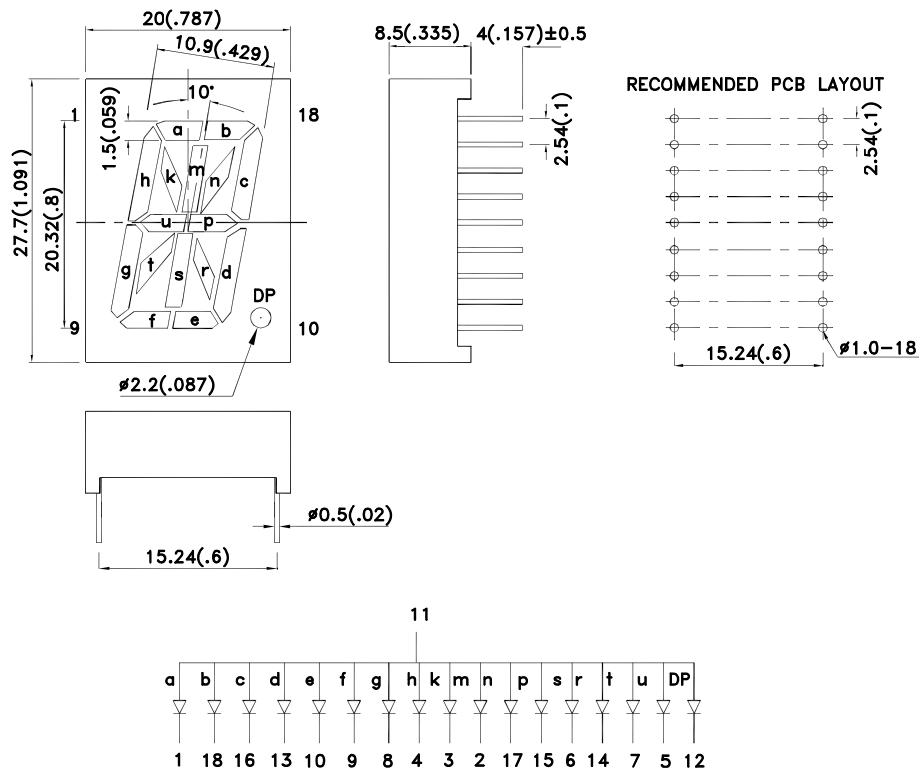 20(.787)
10.9(.429)
10°
1.5(.059)
27.7(1.091)
20.32(.8)
1
18
a
b
h
k
m
n
c
u
p
g
t
s
r
d
DP
f
e
9
10
ø2.2(.087)
8.5(.335)
4(.157)±0.5
2.54(.1)
RECOMMENDED PCB LAYOUT
2.54(.1)
15.24(.6)
ø1.0-18
ø0.5(.02)
15.24(.6)
11
a b c d e f g h k m n p s r t u DP
1 18 16 13 10 9 8 4 3 2 17 15 6 14 7 5 12